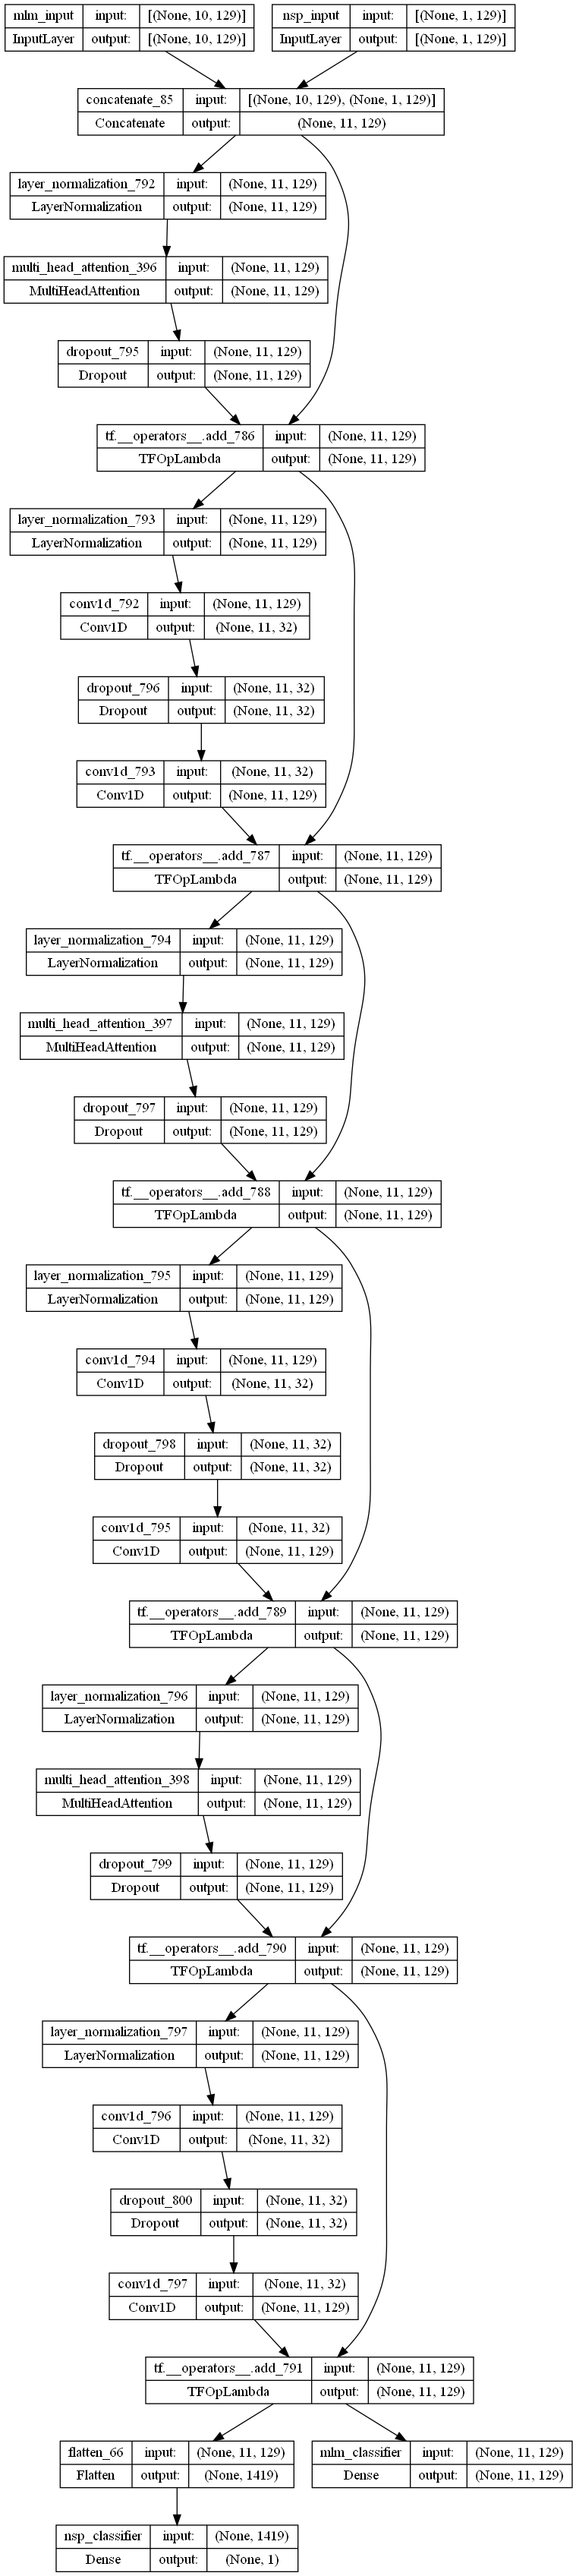 mlm_input input: [(None, 10, 129)]
InputLayer output: [(None, 10, 129)]
nsp_input input: [(None, 1, 129)]
InputLayer output: [(None, 1, 129)]
concatenate_85 input: [(None, 10, 129), (None, 1, 129)]
Concatenate output: (None, 11, 129)
layer_normalization_792 input: (None, 11, 129)
LayerNormalization output: (None, 11, 129)
multi_head_attention_396 input: (None, 11, 129)
MultiHeadAttention output: (None, 11, 129)
dropout_795 input: (None, 11, 129)
Dropout output: (None, 11, 129)
tf.__operators__.add_786 input: (None, 11, 129)
TFOpLambda output: (None, 11, 129)
layer_normalization_793 input: (None, 11, 129)
LayerNormalization output: (None, 11, 129)
conv1d_792 input: (None, 11, 129)
Conv1D output: (None, 11, 32)
dropout_796 input: (None, 11, 32)
Dropout output: (None, 11, 32)
conv1d_793 input: (None, 11, 32)
Conv1D output: (None, 11, 129)
tf.__operators__.add_787 input: (None, 11, 129)
TFOpLambda output: (None, 11, 129)
layer_normalization_794 input: (None, 11, 129)
LayerNormalization output: (None, 11, 129)
multi_head_attention_397 input: (None, 11, 129)
MultiHeadAttention output: (None, 11, 129)
dropout_797 input: (None, 11, 129)
Dropout output: (None, 11, 129)
tf.__operators__.add_788 input: (None, 11, 129)
TFOpLambda output: (None, 11, 129)
layer_normalization_795 input: (None, 11, 129)
LayerNormalization output: (None, 11, 129)
conv1d_794 input: (None, 11, 129)
Conv1D output: (None, 11, 32)
dropout_798 input: (None, 11, 32)
Dropout output: (None, 11, 32)
conv1d_795 input: (None, 11, 32)
Conv1D output: (None, 11, 129)
tf.__operators__.add_789 input: (None, 11, 129)
TFOpLambda output: (None, 11, 129)
layer_normalization_796 input: (None, 11, 129)
LayerNormalization output: (None, 11, 129)
multi_head_attention_398 input: (None, 11, 129)
MultiHeadAttention output: (None, 11, 129)
dropout_799 input: (None, 11, 129)
Dropout output: (None, 11, 129)
tf.__operators__.add_790 input: (None, 11, 129)
TFOpLambda output: (None, 11, 129)
layer_normalization_797 input: (None, 11, 129)
LayerNormalization output: (None, 11, 129)
conv1d_796 input: (None, 11, 129)
Conv1D output: (None, 11, 32)
dropout_800 input: (None, 11, 32)
Dropout output: (None, 11, 32)
conv1d_797 input: (None, 11, 32)
Conv1D output: (None, 11, 129)
tf.__operators__.add_791 input: (None, 11, 129)
TFOpLambda output: (None, 11, 129)
flatten_66 input: (None, 11, 129)
Flatten output: (None, 1419)
mlm_classifier input: (None, 11, 129)
Dense output: (None, 11, 129)
nsp_classifier input: (None, 1419)
Dense output: (None, 1)